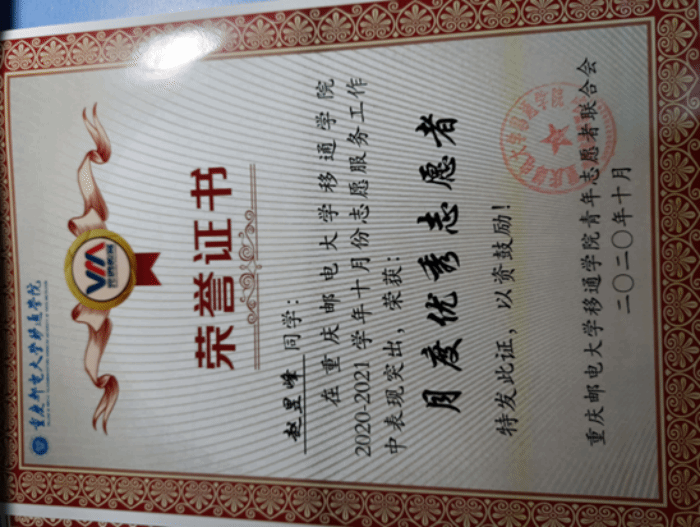 重庆邮电大学移通学院
荣誉证书
赵昱峰 同学：
在重庆邮电大学移通学院
2020-2021学年十月份志愿服务工作
中表现突出，荣获：
月度优秀志愿者
特发此证，以资鼓励！
重庆邮电大学移通学院青年志愿者联合会
二〇二〇年十月